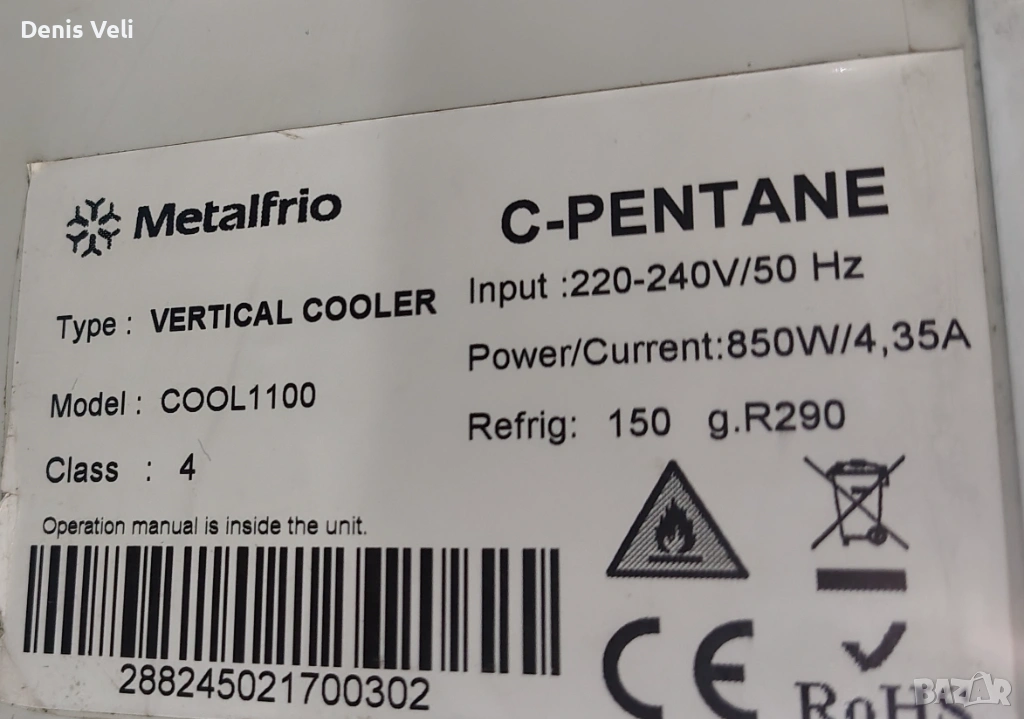 Denis Veli
Metalfrio
C-PENTANE
Type : VERTICAL COOLER
Input :220-240V/50 Hz
Model : COOL1100
Power/Current:850W/4,35A
Class : 4
Refrig: 150 g.R290
Operation manual is inside the unit.
288245021700302
CE
RoHS
BAZAR